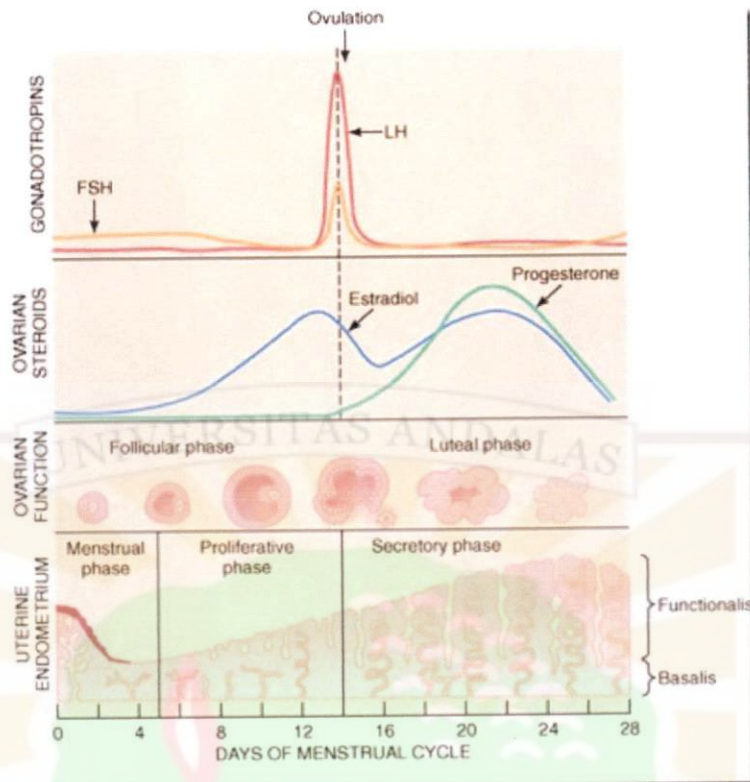 Ovulation
GONADOTROPINS
LH
FSH
OVARIAN
STEROIDS
Progesterone
Estradiol
UNIVERSITAS ANDALAS
OVARIAN
FUNCTION
Follicular phase
Luteal phase
UTERINE
ENDOMETRIUM
Menstrual
phase
Proliferative
phase
Secretory phase
Functionalis
Basalis
0 4 8 12 16 20 24 28
DAYS OF MENSTRUAL CYCLE